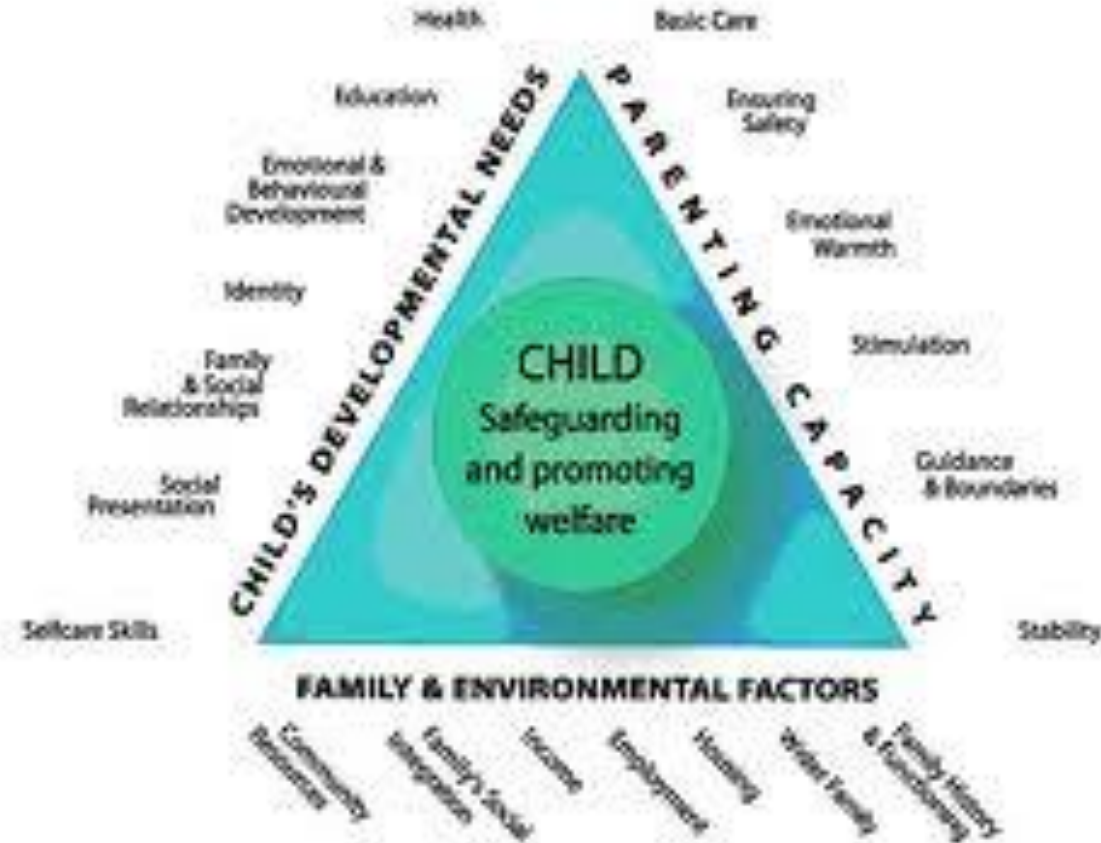 Health
Basic Care
Education
Ensuring
Safety
Emotional &
Behavioural
Development
Emotional
Warmth
Identity
Stimulation
Family
& Social
Relationships
Guidance
& Boundaries
Social
Presentation
Selfcare Skills
Stability
CHILD'S DEVELOPMENTAL NEEDS
PARENTING CAPACITY
CHILD
Safeguarding
and promoting
welfare
FAMILY & ENVIRONMENTAL FACTORS
Community
Resources
Family's Social
Integration
Income
Employment
Housing
Wider Family
Family History
& Functioning